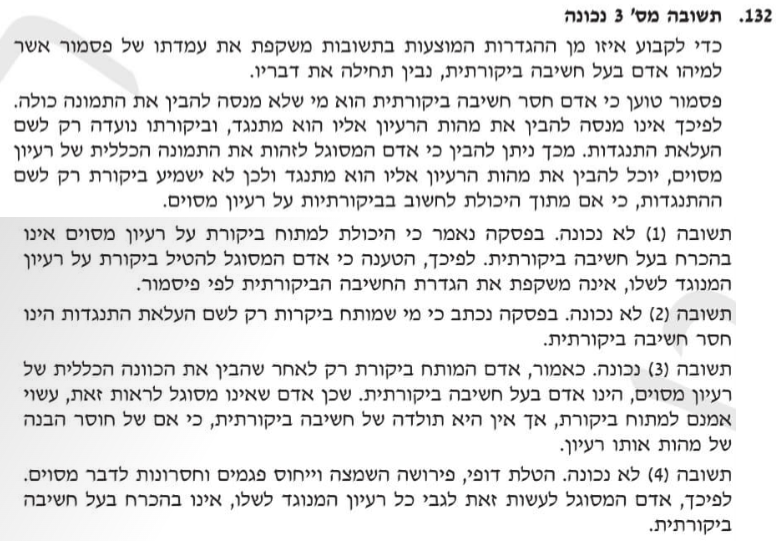 132. תשובה מס' 3 נכונה
כדי לקבוע איזו מן ההגדרות המוצעות בתשובות משקפת את עמדתו של פסמור אשר
למיהו אדם בעל חשיבה ביקורתית, נבין תחילה את דבריו.
פסמור טוען כי אדם חסר חשיבה ביקורתית הוא מי שלא מנסה להבין את התמונה כולה.
לפיכך אינו מנסה להבין את מהות הרעיון אליו הוא מתנגד, וביקורתו נועדה רק לשם
העלאת התנגדות. מכך ניתן להבין כי אדם המסוגל לזהות את התמונה הכללית של רעיון
מסוים, יוכל להבין את מהות הרעיון אליו הוא מתנגד ולכן לא ישמיע ביקורת רק לשם
ההתנגדות, כי אם מתוך היכולת לחשוב בביקורתיות על רעיון מסוים.
תשובה (1) לא נכונה. בפסקה נאמר כי היכולת למתוח ביקורת על רעיון מסוים אינו
בהכרח בעל חשיבה ביקורתית. לפיכך, הטענה כי אדם המסוגל להטיל ביקורת על רעיון
המנוגד לשלו, אינה משקפת את הגדרת החשיבה הביקורתית לפי פיסמור.
תשובה (2) לא נכונה. בפסקה נכתב כי מי שמותח ביקרות רק לשם העלאת התנגדות הינו
חסר חשיבה ביקורתית.
תשובה (3) נכונה. כאמור, אדם המותח ביקורת רק לאחר שהבין את הכוונה הכללית של
רעיון מסוים, הינו אדם בעל חשיבה ביקורתית. שכן אדם שאינו מסוגל לראות זאת, עשוי
אמנם למתוח ביקורת, אך אין היא תולדה של חשיבה ביקורתית, כי אם של חוסר הבנה
של מהות אותו רעיון.
תשובה (4) לא נכונה. הטלת דופי, פירושה השמצה וייחוס פגמים וחסרונות לדבר מסוים.
לפיכך, אדם המסוגל לעשות זאת לגבי כל רעיון המנוגד לשלו, אינו בהכרח בעל חשיבה
ביקורתית.